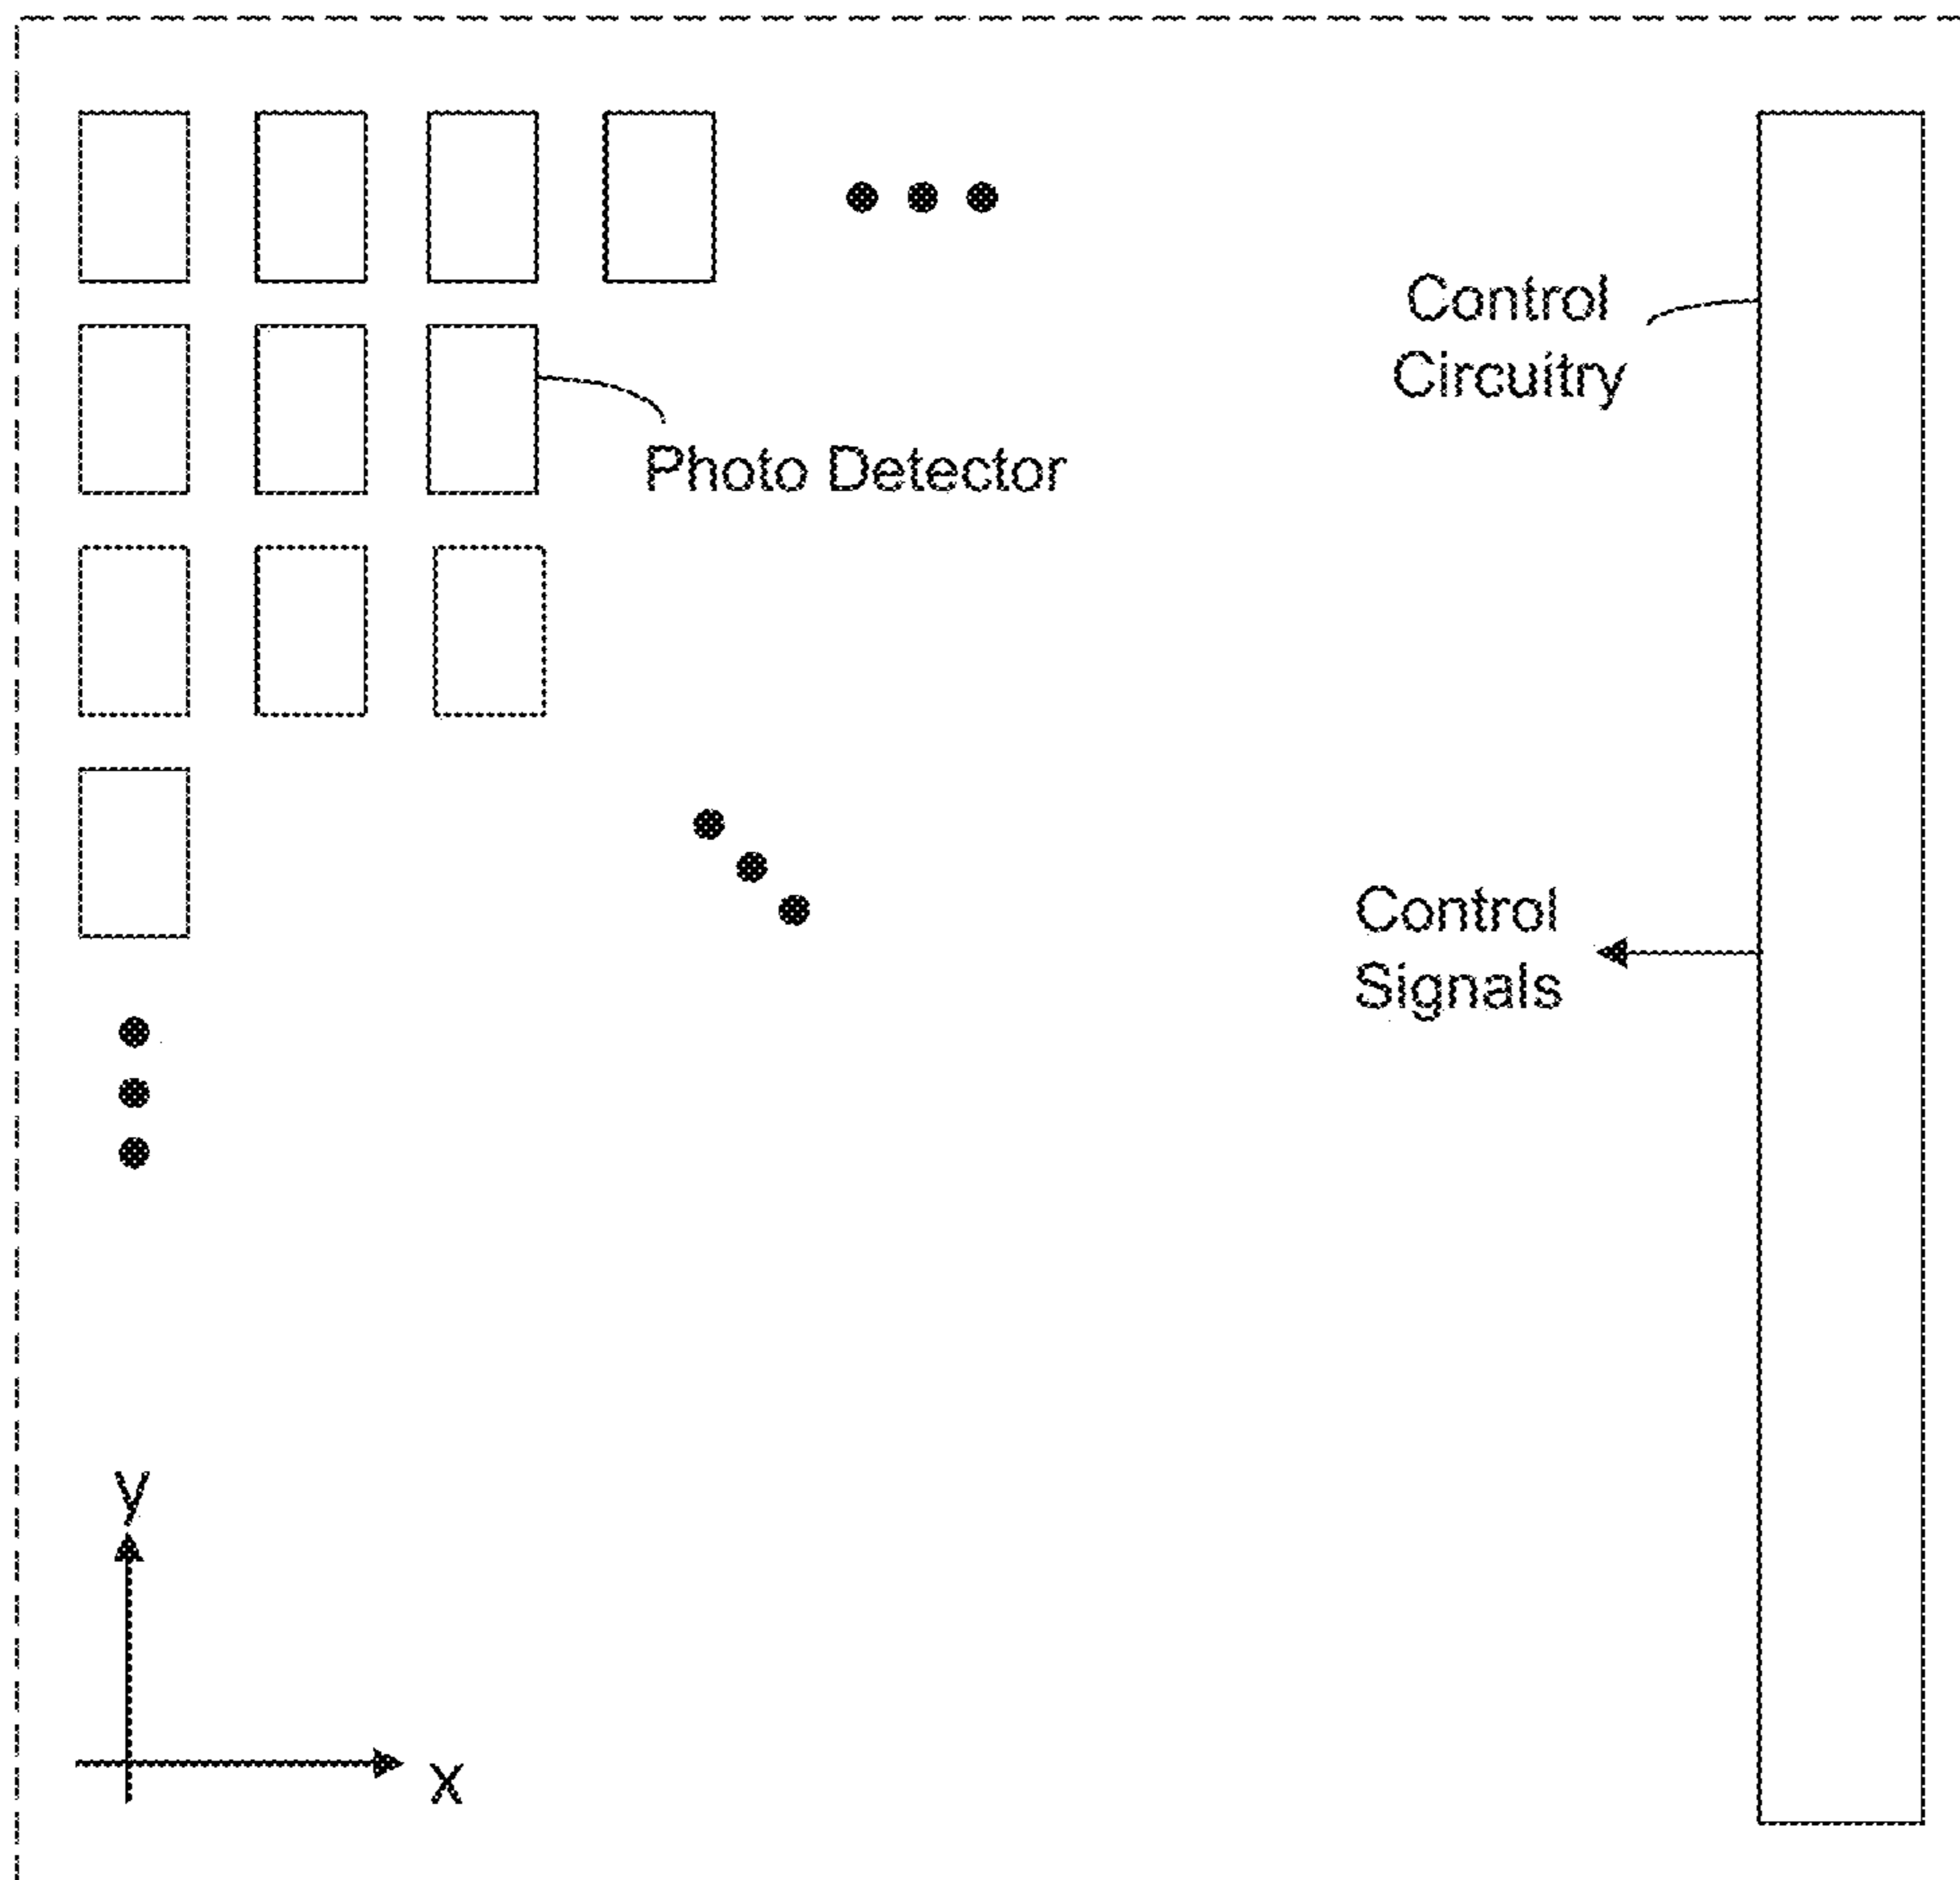 Control
Circuitry
Photo Detector
Control
Signals
y
x